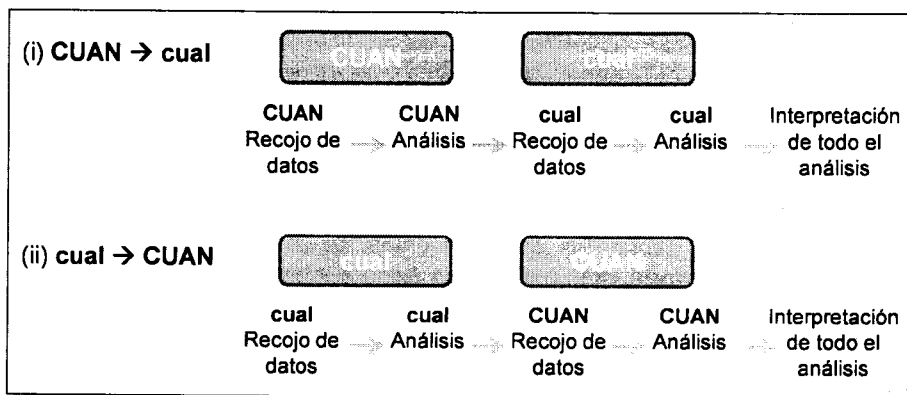 (i) CUAN → cual
CUAN
cual
CUAN CUAN cual cual Interpretación
Recojo de Análisis Recojo de Análisis de todo el
datos datos análisis
(ii) cual → CUAN
cual
CUAN
cual cual CUAN CUAN Interpretación
Recojo de Análisis Recojo de Análisis de todo el
datos datos análisis